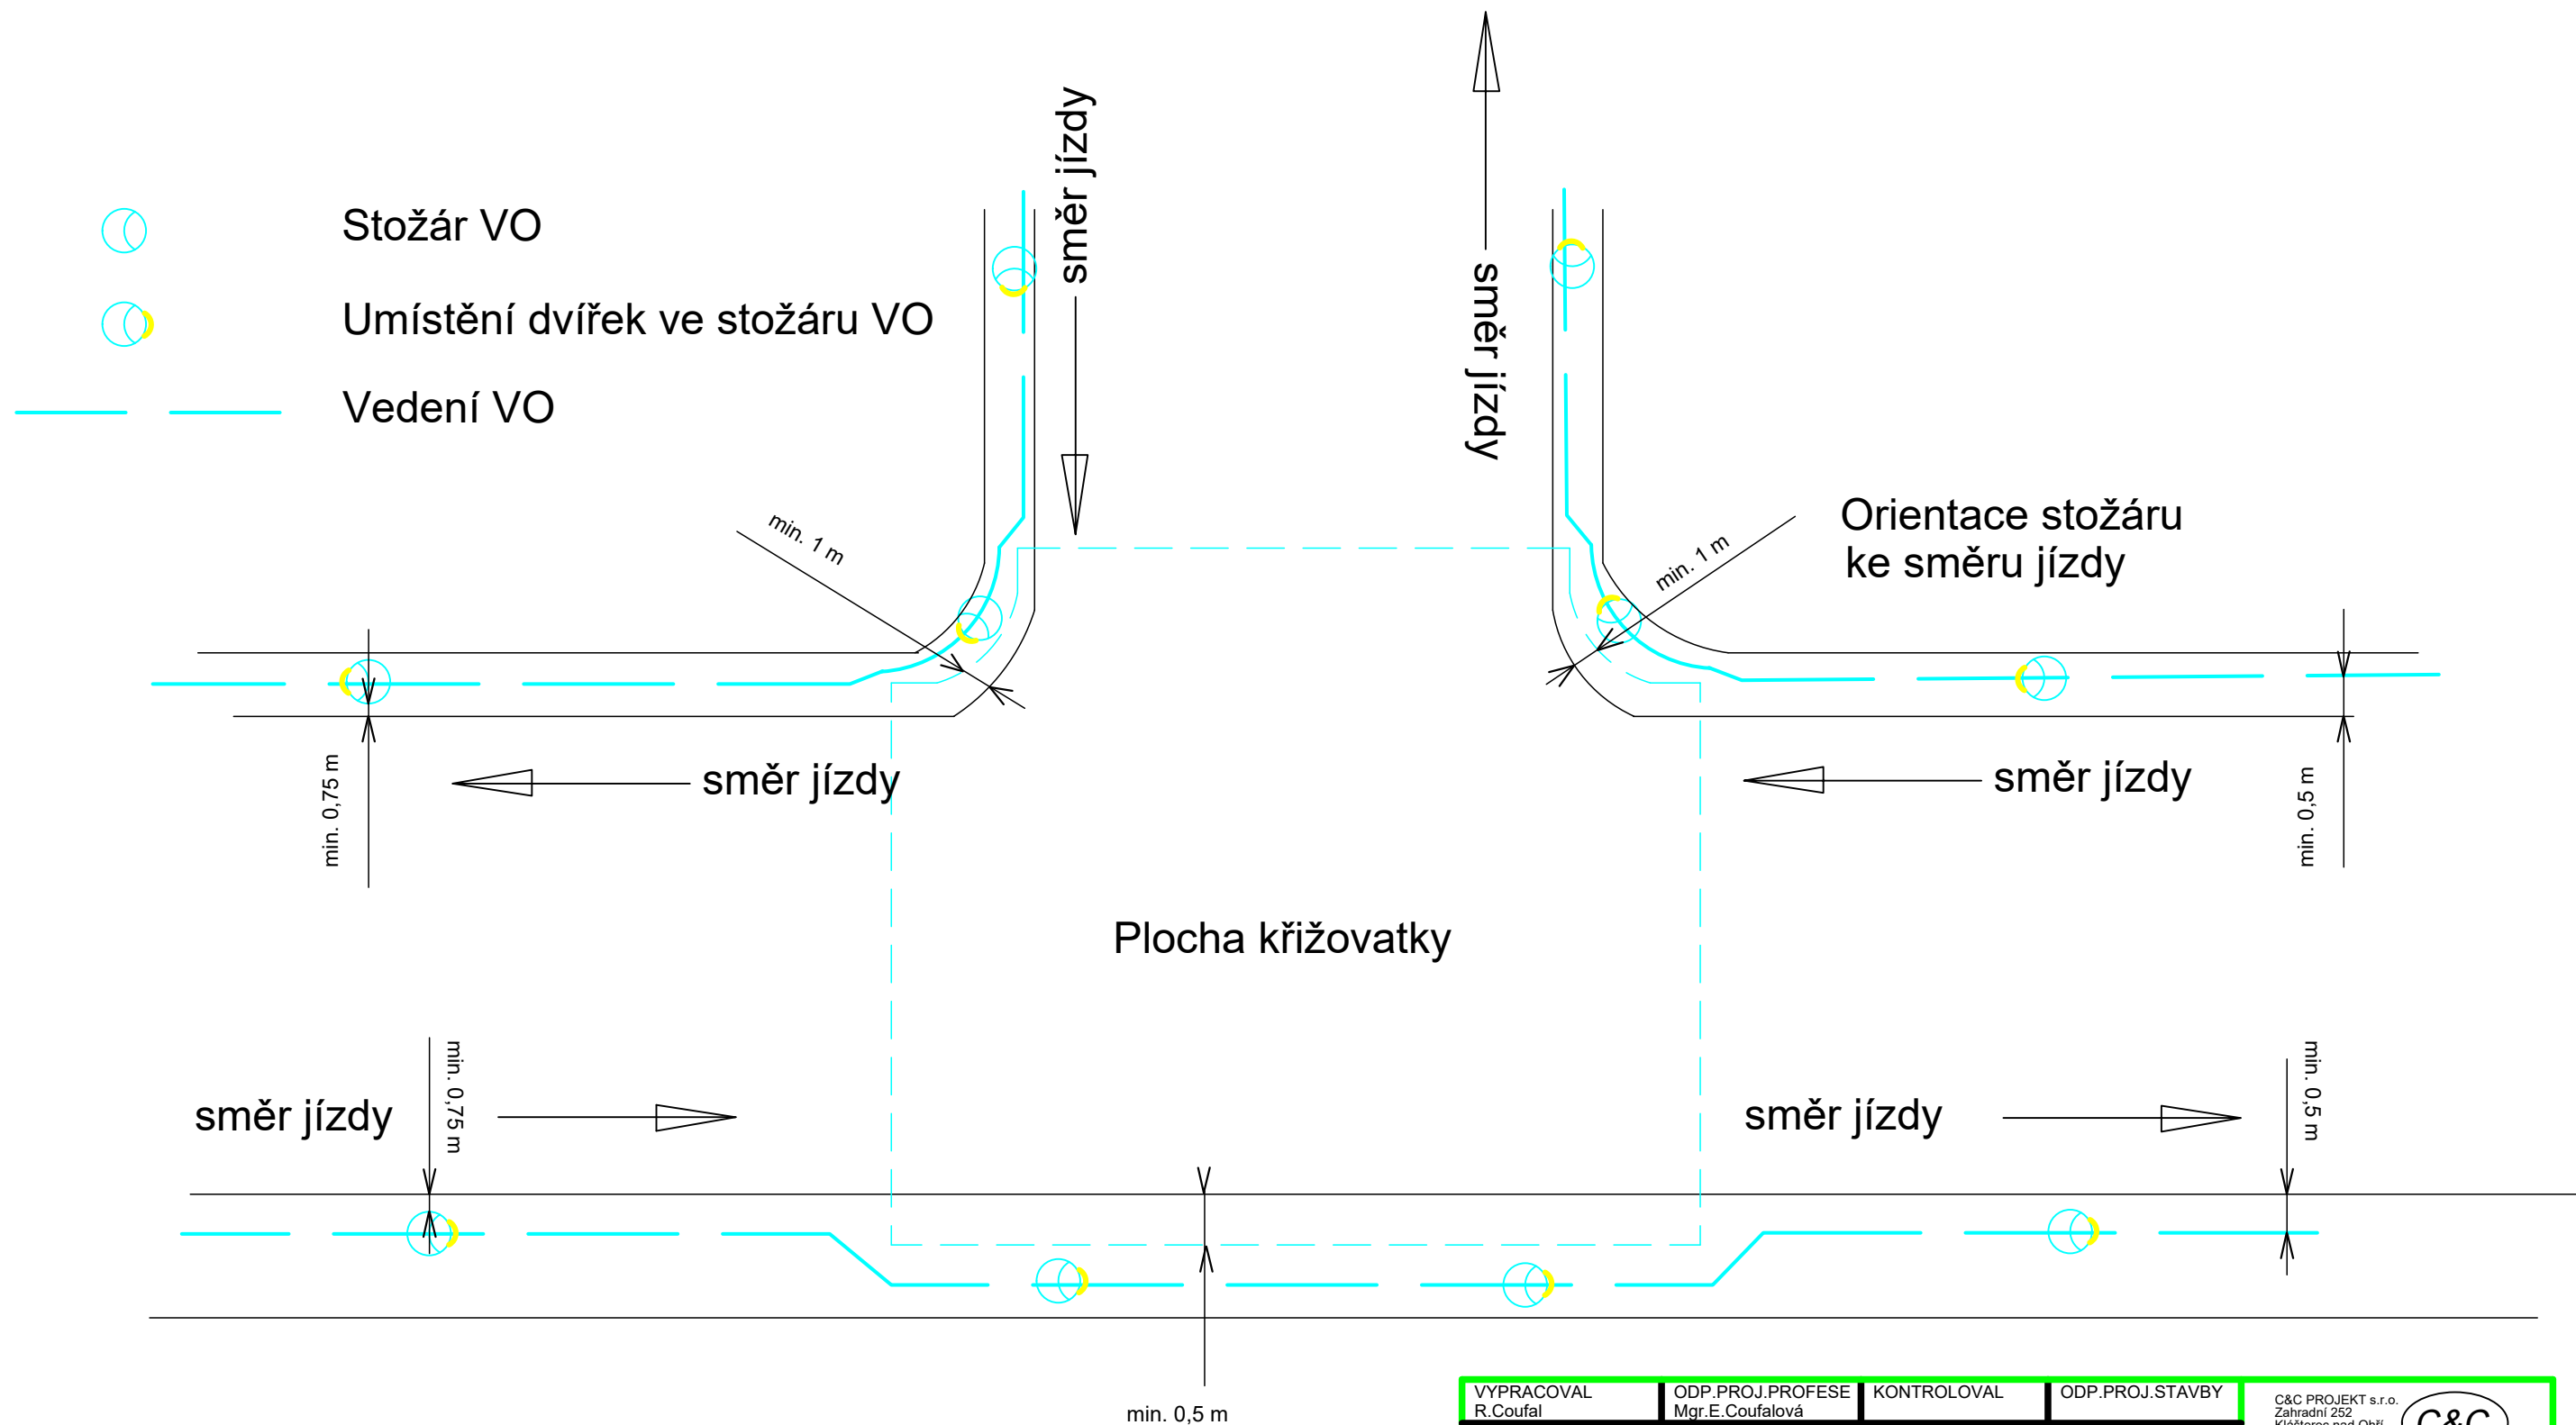 směr jízdy
směr jízdy
Stožár VO
Umístění dvířek ve stožáru VO
Vedení VO
min. 1 m
min. 1 m
Orientace stožáru
ke směru jízdy
min. 0,75 m
směr jízdy
směr jízdy
min. 0,5 m
Plocha křižovatky
směr jízdy
min. 0,75 m
směr jízdy
min. 0,5 m
min. 0,5 m
VYPRACOVAL
R.Coufal
ODP.PROJ.PROFESE
Mgr.E.Coufalová
KONTROLOVAL
ODP.PROJ.STAVBY
C&C PROJEKT s.r.o.
Zahradní 252
Klášterec nad Ohří
C&C